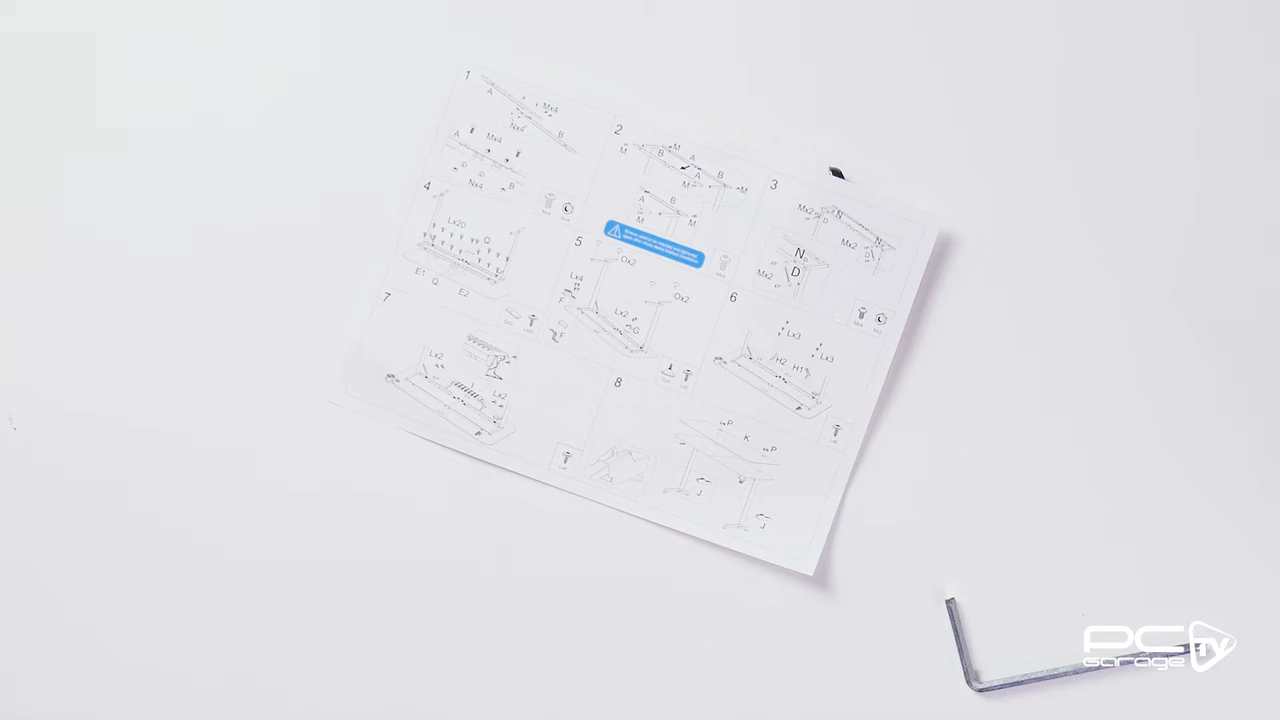 1
A
Mx4
Nx4
B
A
Mx4
Nx4
B
2
M
M
B
A
A
B
M
M
A
B
M
M
3
Mx2
N
D
Mx2
N
D
N
Mx2
D
4
Lx20
Q
E1
Q
E2
5
Ox2
Lx4
F
Ox2
Lx2
G
F
6
Lx3
Lx3
H2
H1
7
Lx2
Lx2
8
P
K
P
J
J
PC
Garage
TV